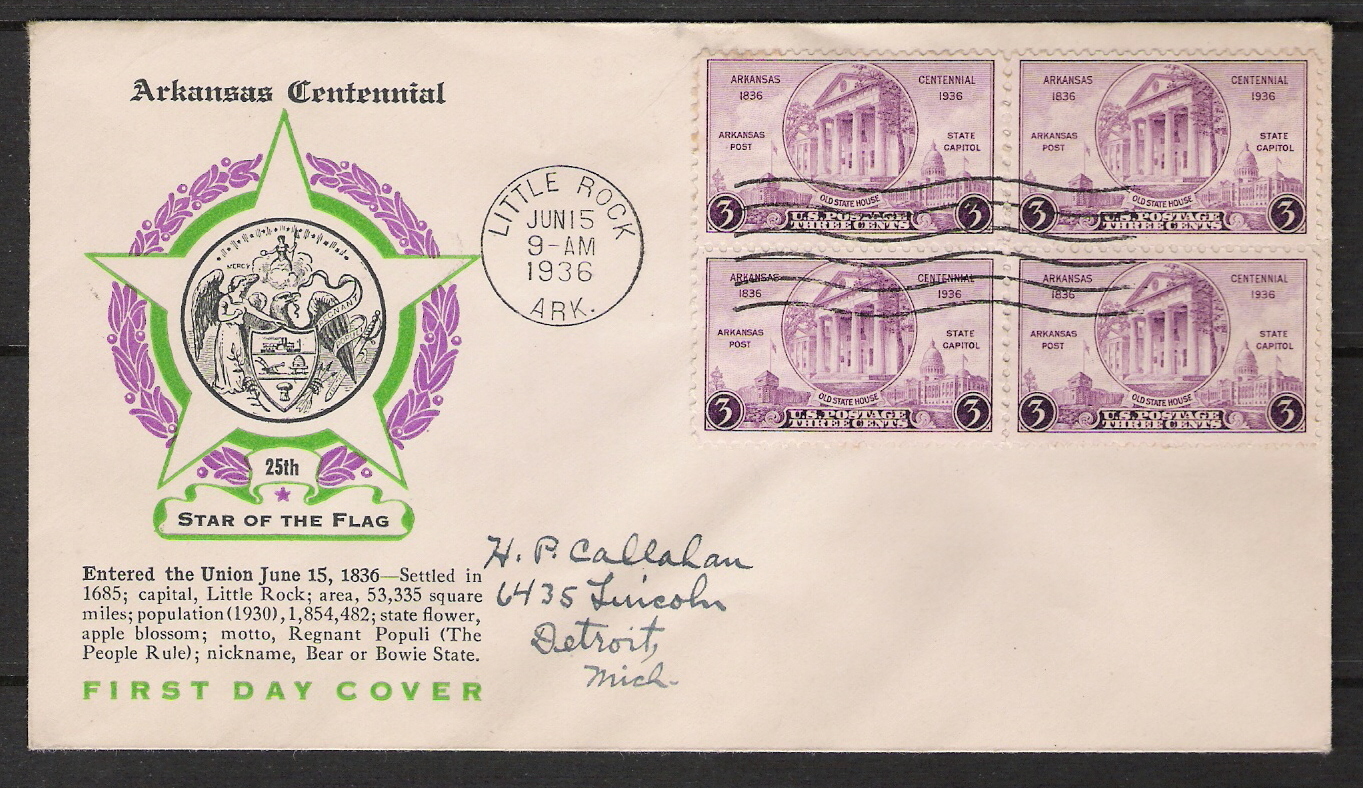 Arkansas Centennial
MERCY
REGNANT
25th
STAR OF THE FLAG
Entered the Union June 15, 1836—Settled in
1685; capital, Little Rock; area, 53,335 square
miles; population (1930), 1,854,482; state flower,
apple blossom; motto, Regnant Populi (The
People Rule); nickname, Bear or Bowie State.
FIRST DAY COVER
LITTLE ROCK
JUN 15
9-AM
1936
ARK.
ARKANSAS CENTENNIAL
1836 1936
ARKANSAS STATE
POST CAPITOL
OLD STATE HOUSE
3 U.S. POSTAGE 3
THREE CENTS
ARKANSAS CENTENNIAL
1836 1936
ARKANSAS STATE
POST CAPITOL
OLD STATE HOUSE
3 U.S. POSTAGE 3
THREE CENTS
ARKANSAS CENTENNIAL
1836 1936
ARKANSAS STATE
POST CAPITOL
OLD STATE HOUSE
3 U.S. POSTAGE 3
THREE CENTS
ARKANSAS CENTENNIAL
1836 1936
ARKANSAS STATE
POST CAPITOL
OLD STATE HOUSE
3 U.S. POSTAGE 3
THREE CENTS
H. P. Callahan
6435 Lincoln
Detroit,
Mich.